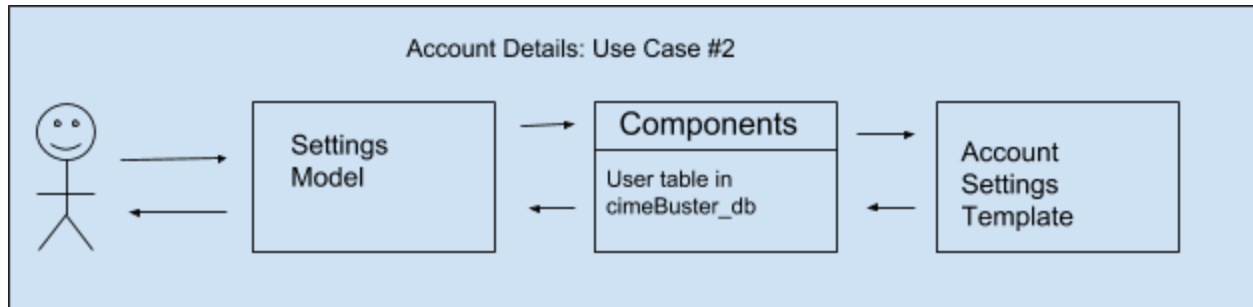 Account Details: Use Case #2
Settings
Model
Components
User table in
cimeBuster_db
Account
Settings
Template